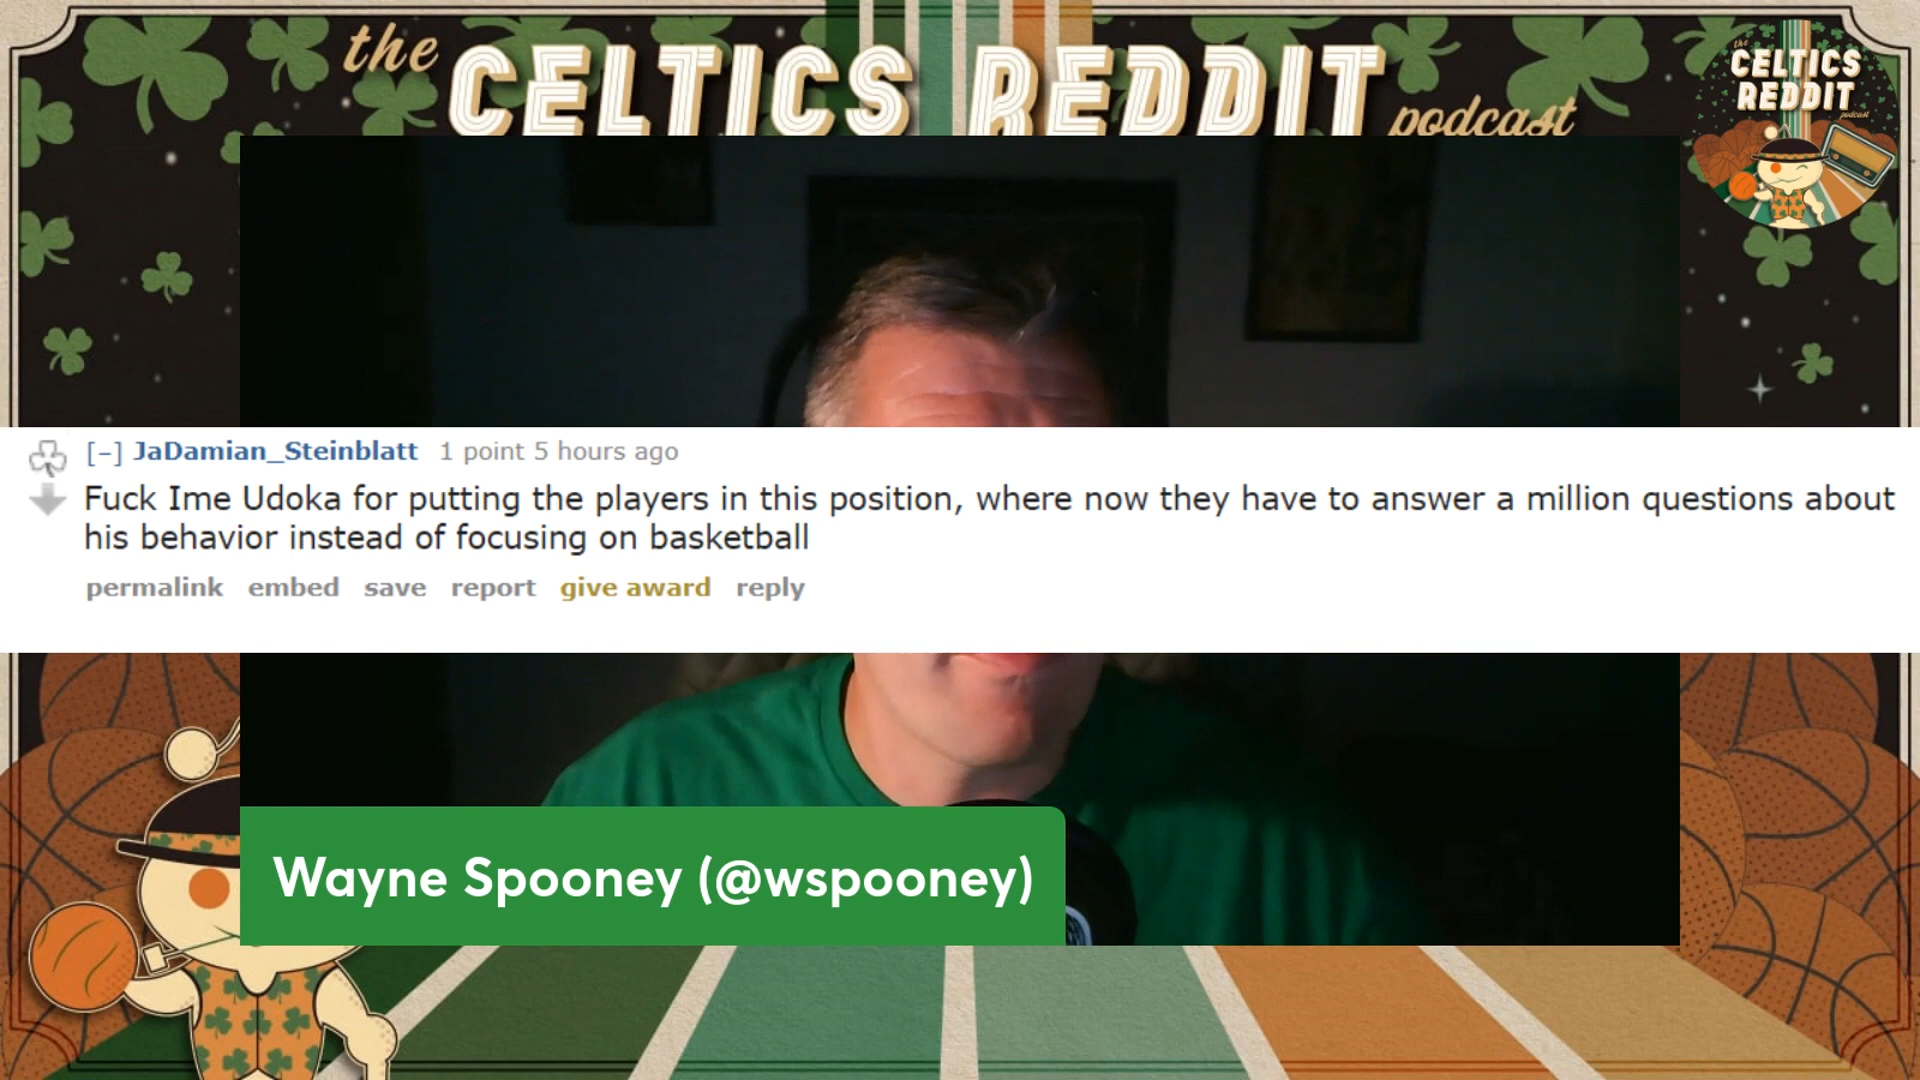 the CELTICS REDDIT podcast
the
CELTICS
REDDIT
podcast
[–] JaDamian_Steinblatt 1 point 5 hours ago
Fuck Ime Udoka for putting the players in this position, where now they have to answer a million questions about
his behavior instead of focusing on basketball
permalink embed save report give award reply
Wayne Spooney (@wspooney)